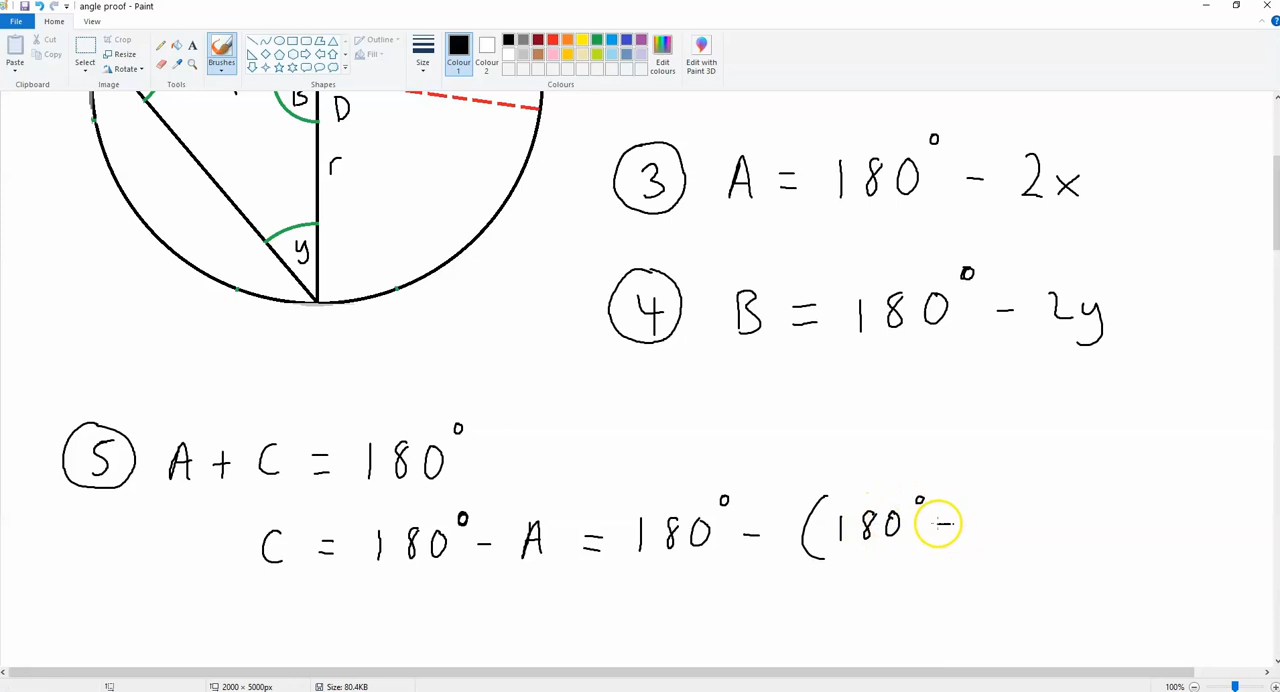 angle proof - Paint
File Home View
Paste
Cut
Copy
Clipboard
Select
Crop
Resize
Rotate
Image
A
Tools
Brushes
Shapes
Outline
Fill
Size
Colour 1
Colour 2
Edit colours
Edit with Paint 3D
Colours
B
D
r
y
3 A = 180° - 2x
4 B = 180° - 2y
5 A + C = 180°
C = 180° - A = 180° - (180° -
2000 × 5000px Size: 80.4KB 100%